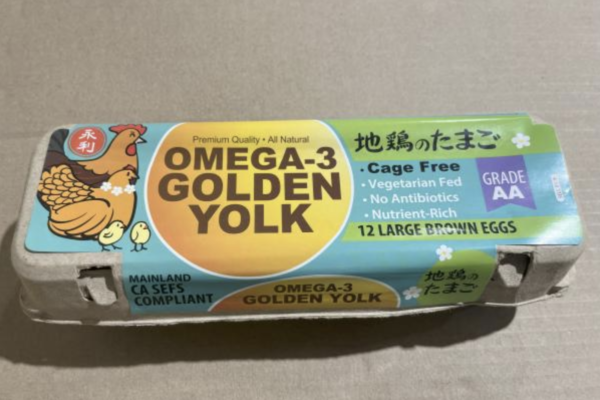 永利
Premium Quality • All Natural
OMEGA-3
GOLDEN
YOLK
地鶏のたまご
• Cage Free
• Vegetarian Fed
• No Antibiotics
• Nutrient-Rich
GRADE
AA
12 LARGE BROWN EGGS
MAINLAND
CA SEFS
COMPLIANT
OMEGA-3
GOLDEN YOLK
地鶏の
たまご